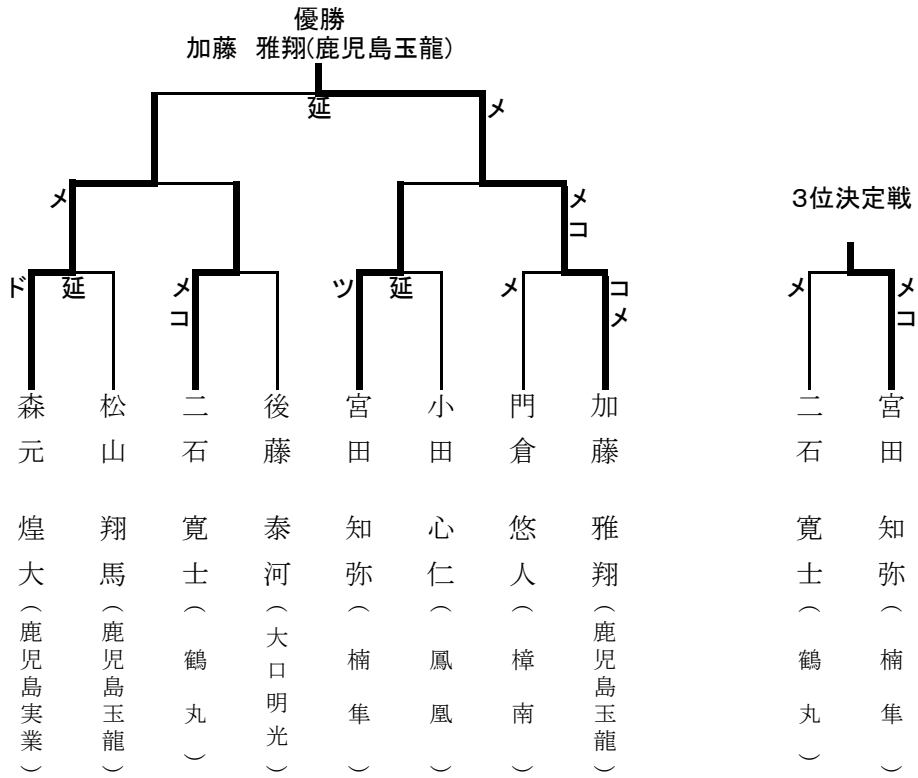 優勝
加藤　雅翔(鹿児島玉龍)
延
メ
メ
メ
コ
3位決定戦
ド
延
メ
コ
ツ
延
メ
コ
メ
メ
メ
コ
森元　煌大（鹿児島実業）
松山　翔馬（鹿児島玉龍）
二石　寛士（鶴丸）
後藤　泰河（大口明光）
宮田　知弥（楠隼）
小田　心仁（鳳凰）
門倉　悠人（樟南）
加藤　雅翔（鹿児島玉龍）
二石　寛士（鶴丸）
宮田　知弥（楠隼）